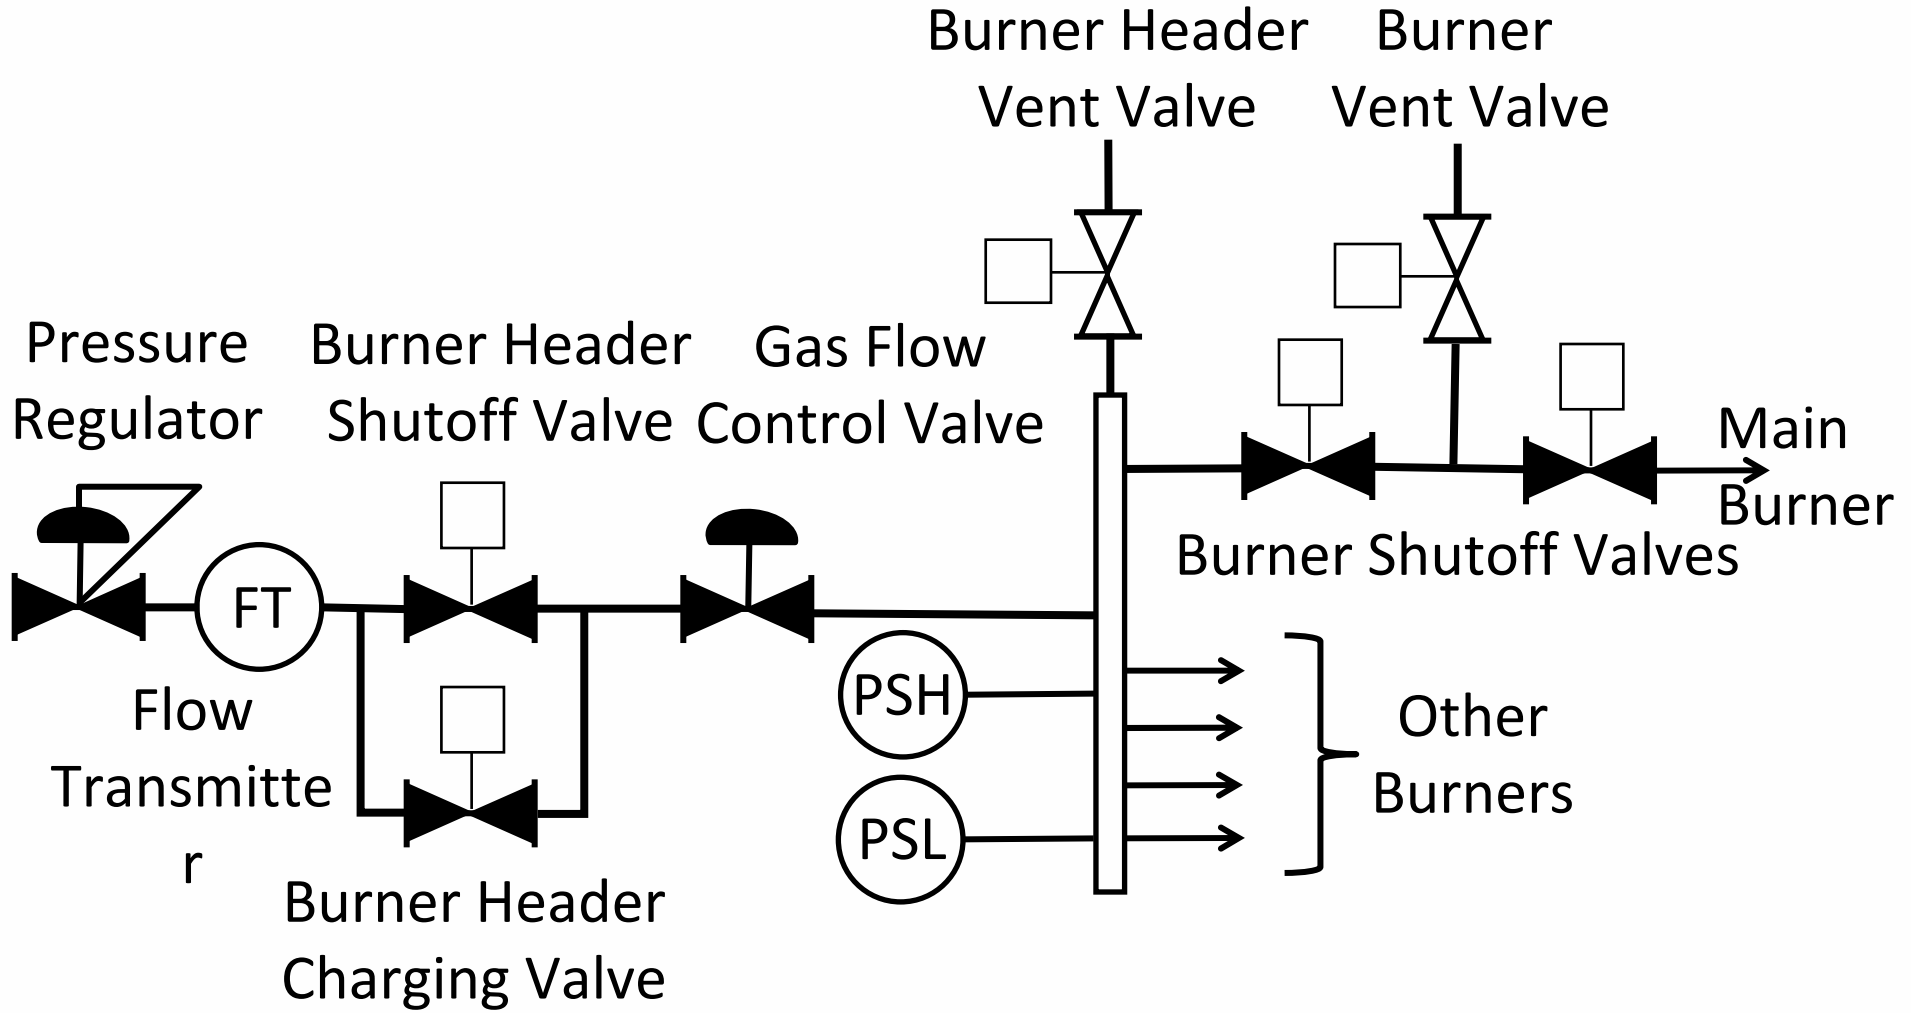 Burner Header
Vent Valve
Burner
Vent Valve
Pressure
Regulator
Burner Header
Shutoff Valve
Gas Flow
Control Valve
Main
Burner
Burner Shutoff Valves
FT
Flow
Transmitte
r
PSH
PSL
Other
Burners
Burner Header
Charging Valve